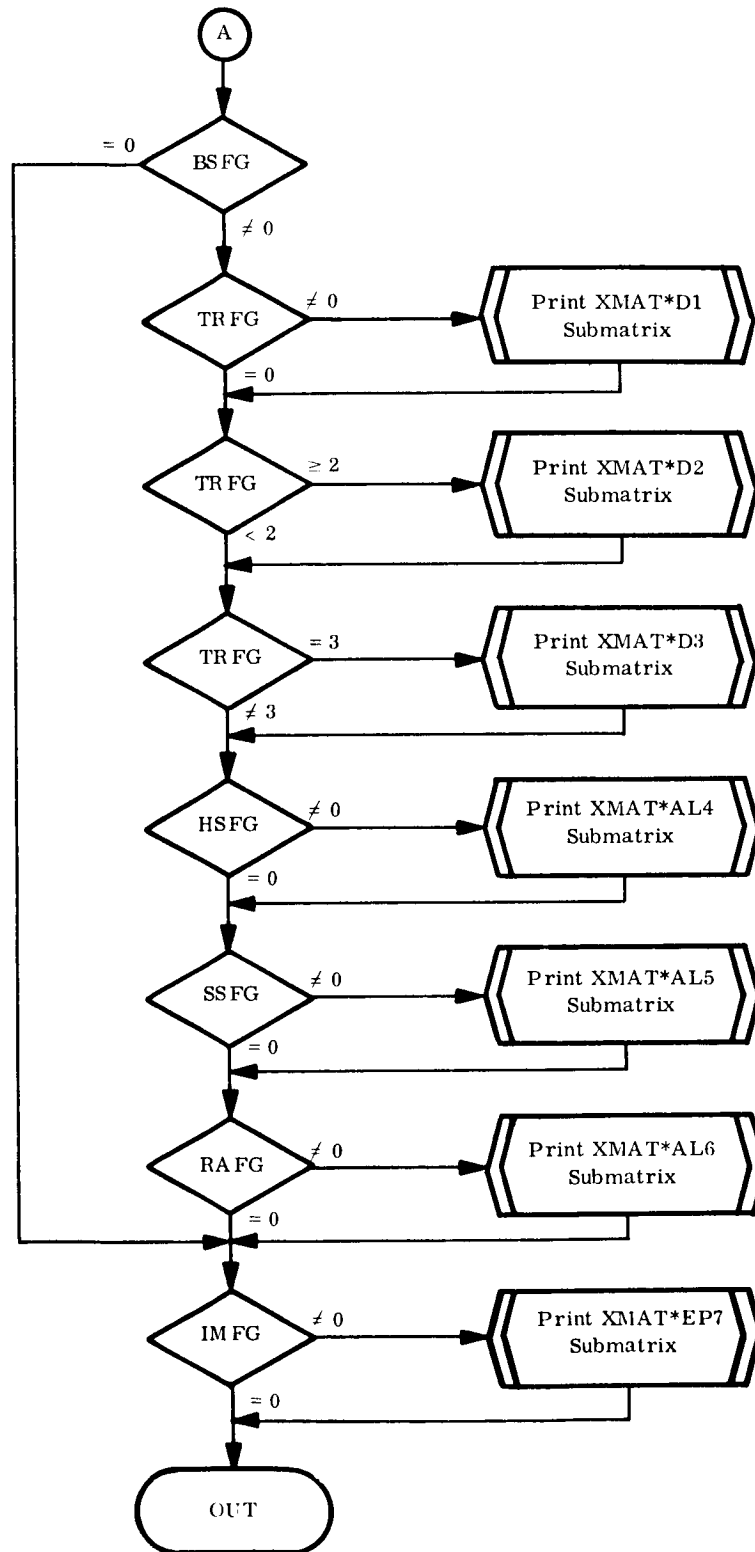 A
= 0
BSFG
≠ 0
TRFG
≠ 0
Print XMAT*D1
Submatrix
= 0
TRFG
≥ 2
Print XMAT*D2
Submatrix
< 2
TRFG
= 3
Print XMAT*D3
Submatrix
≠ 3
HSFG
≠ 0
Print XMAT*AL4
Submatrix
= 0
SSFG
≠ 0
Print XMAT*AL5
Submatrix
= 0
RAFG
≠ 0
Print XMAT*AL6
Submatrix
= 0
IMFG
≠ 0
Print XMAT*EP7
Submatrix
= 0
OUT